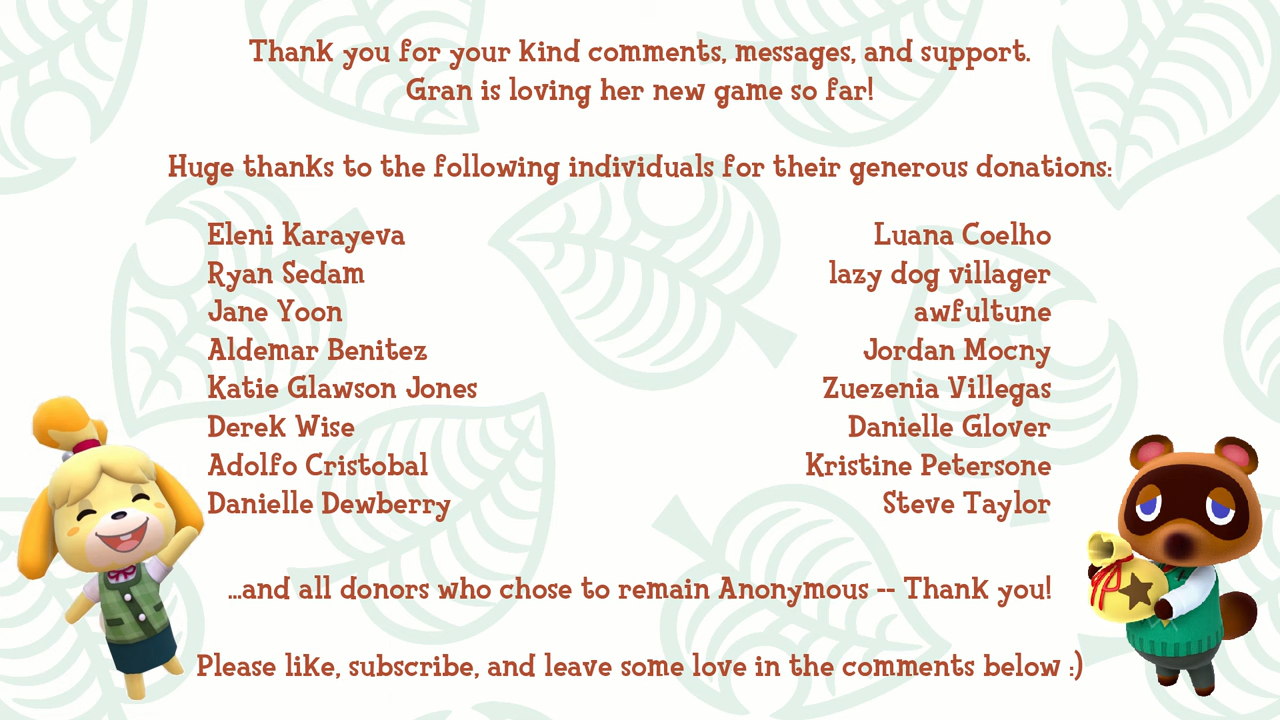 Thank you for your kind comments, messages, and support.
Gran is loving her new game so far!
Huge thanks to the following individuals for their generous donations:
Eleni Karayeva
Ryan Sedam
Jane Yoon
Aldemar Benitez
Katie Glawson Jones
Derek Wise
Adolfo Cristobal
Danielle Dewberry
Luana Coelho
lazy dog villager
awfultune
Jordan Mocny
Zuezenia Villegas
Danielle Glover
Kristine Petersone
Steve Taylor
...and all donors who chose to remain Anonymous -- Thank you!
Please like, subscribe, and leave some love in the comments below :)